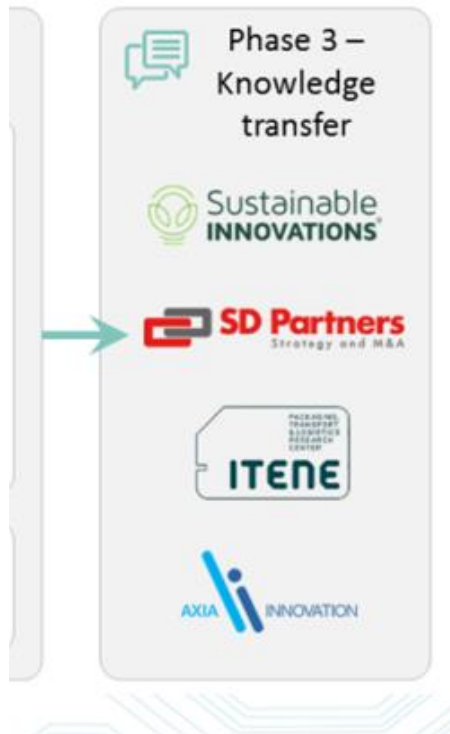 Phase 3 –
Knowledge
transfer
Sustainable
INNOVATIONS
SD Partners
Strategy and M&A
PACKAGING,
TRANSPORT
& LOGISTICS
RESEARCH
CENTER
ITENE
AXIA INNOVATION